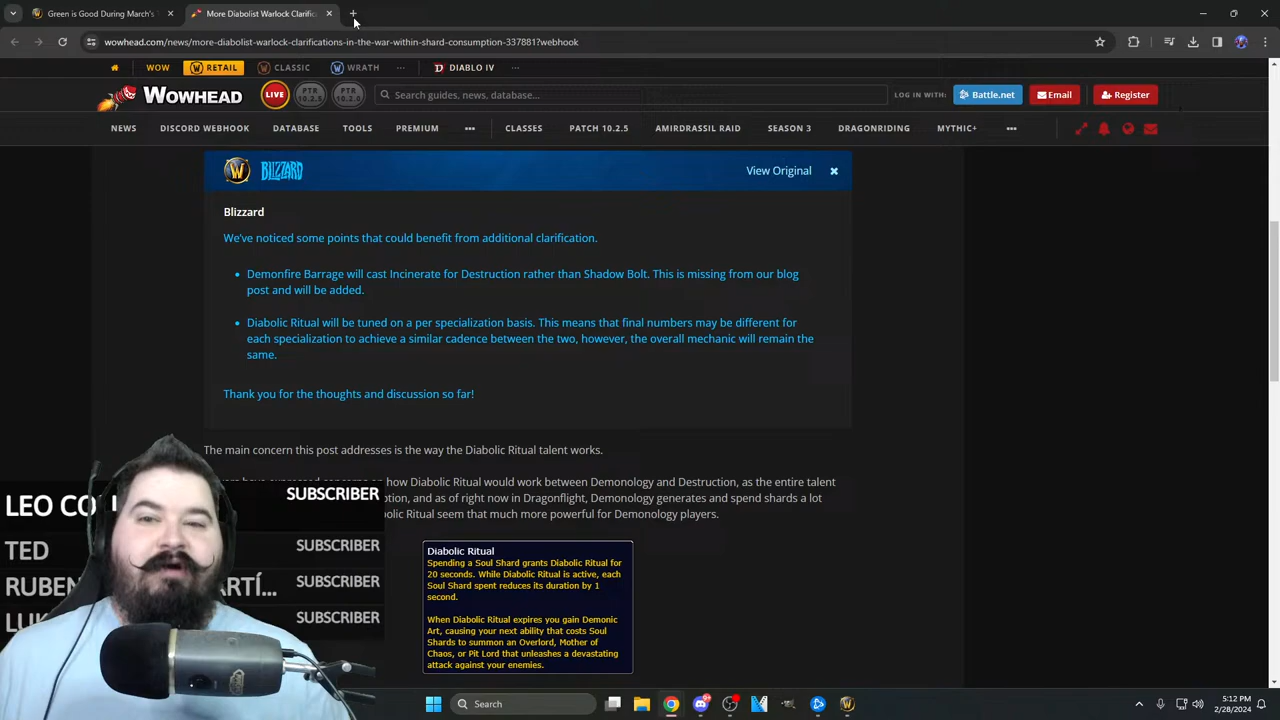 Green is Good During March's
More Diabolist Warlock Clarific
wowhead.com/news/more-diabolist-warlock-clarifications-in-the-war-within-shard-consumption-337881?webhook
WOW RETAIL CLASSIC WRATH ... DIABLO IV ...
WOWHEAD LIVE PTR 10.2.5 PTR 10.2.6 Search guides, news, database... LOG IN WITH: Battle.net Email Register
NEWS DISCORD WEBHOOK DATABASE TOOLS PREMIUM ... CLASSES PATCH 10.2.5 AMIRDRASSIL RAID SEASON 3 DRAGONRIDING MYTHIC+ ...
BLIZZARD View Original
Blizzard
We've noticed some points that could benefit from additional clarification.
• Demonfire Barrage will cast Incinerate for Destruction rather than Shadow Bolt. This is missing from our blog
post and will be added.
• Diabolic Ritual will be tuned on a per specialization basis. This means that final numbers may be different for
each specialization to achieve a similar cadence between the two, however, the overall mechanic will remain the
same.
Thank you for the thoughts and discussion so far!
The main concern this post addresses is the way the Diabolic Ritual talent works.
how Diabolic Ritual would work between Demonology and Destruction, as the entire talent
and as of right now in Dragonflight, Demonology generates and spend shards a lot
Ritual seem that much more powerful for Demonology players.
Diabolic Ritual
Spending a Soul Shard grants Diabolic Ritual for
20 seconds. While Diabolic Ritual is active, each
Soul Shard spent reduces its duration by 1
second.
When Diabolic Ritual expires you gain Demonic
Art, causing your next ability that costs Soul
Shards to summon an Overlord, Mother of
Chaos, or Pit Lord that unleashes a devastating
attack against your enemies.
LEO SUBSCRIBER
TED SUBSCRIBER
SUBSCRIBER
SUBSCRIBER
Search
5:12 PM
2/28/2024